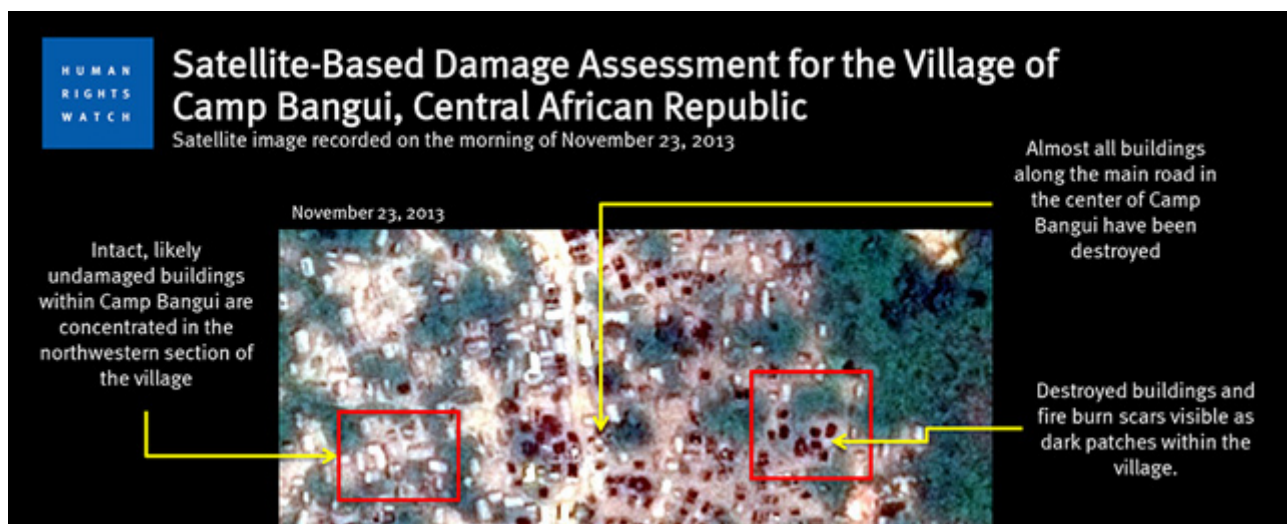 HUMAN
RIGHTS
WATCH
Satellite-Based Damage Assessment for the Village of
Camp Bangui, Central African Republic
Satellite image recorded on the morning of November 23, 2013
November 23, 2013
Intact, likely
undamaged buildings
within Camp Bangui are
concentrated in the
northwestern section of
the village
Almost all buildings
along the main road in
the center of Camp
Bangui have been
destroyed
Destroyed buildings and
fire burn scars visible as
dark patches within the
village.